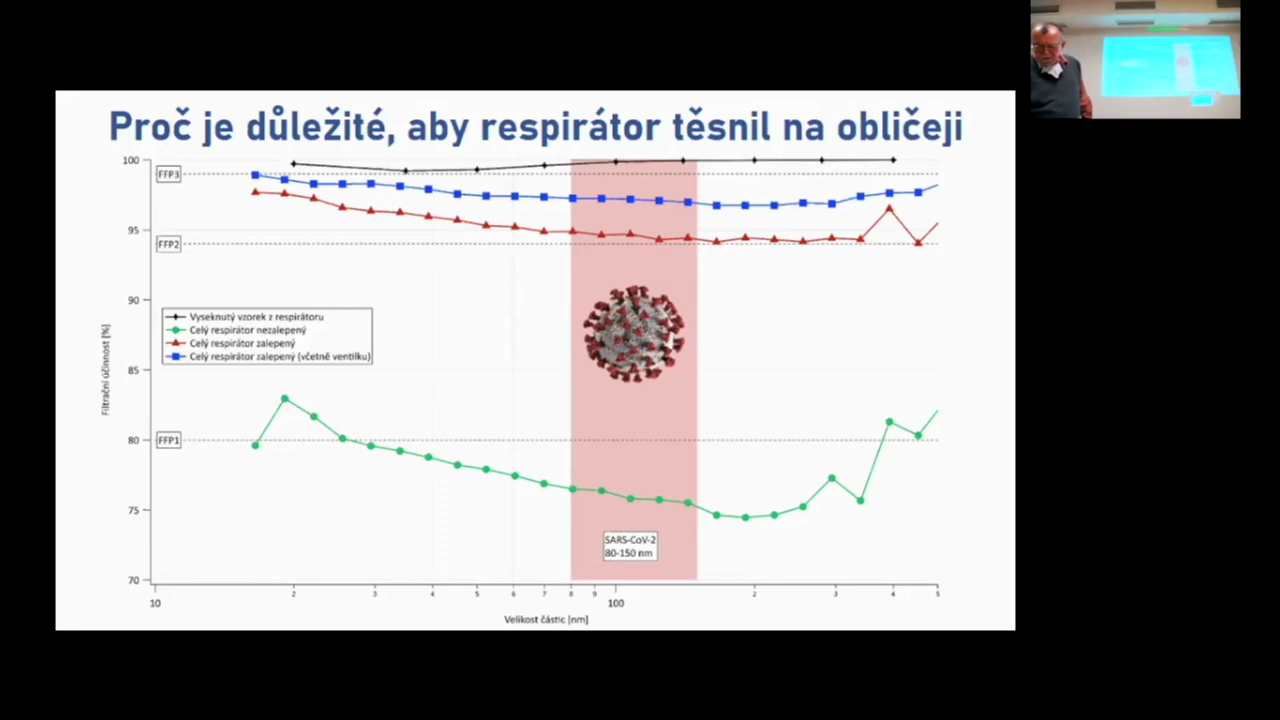 Proč je důležité, aby respirátor těsnil na obličeji
100
FFP3
95
FFP2
90
Vyseknutý vzorek z respirátoru
Celý respirátor nezalepený
Celý respirátor zalepený
Celý respirátor zalepený (včetně ventilku)
Filtrační účinnost [%]
85
80
FFP1
75
SARS-CoV-2
80-150 nm
70
2 3 4 5 6 7 8 9 2 3 4 5
10 100
Velikost částic [nm]